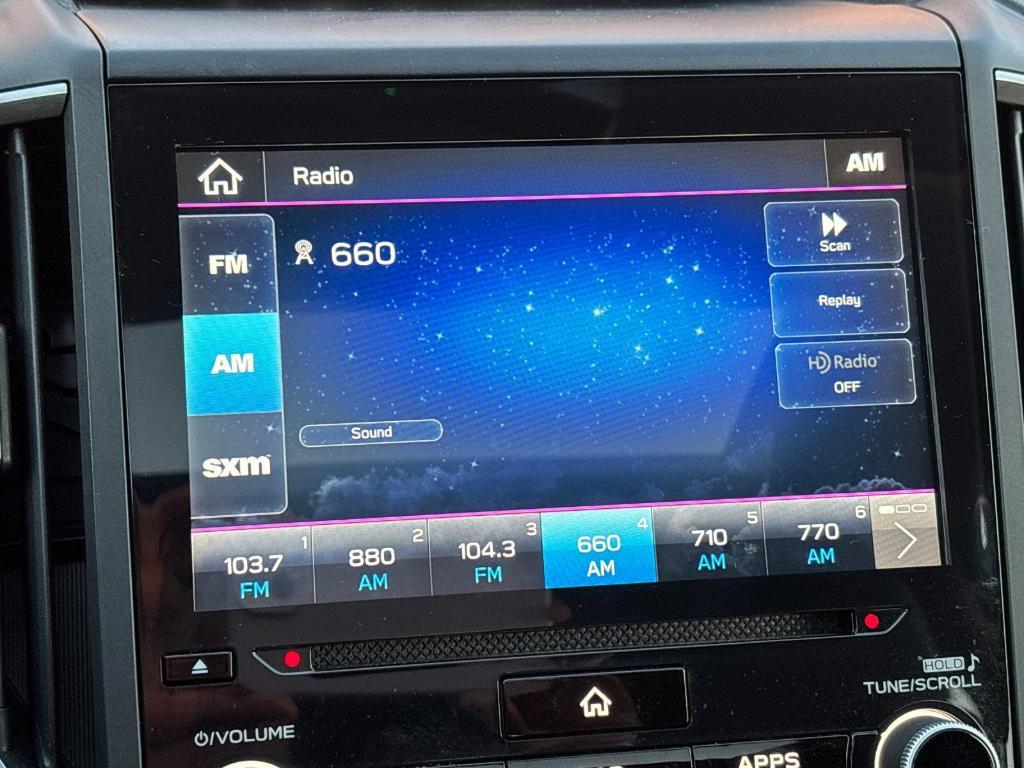 Radio
AM
FM
660
Scan
Replay
AM
HD Radio
OFF
Sound
sxm
1
103.7
FM
2
880
AM
3
104.3
FM
4
660
AM
5
710
AM
6
770
AM
HOLD
TUNE/SCROLL
/VOLUME
APPS